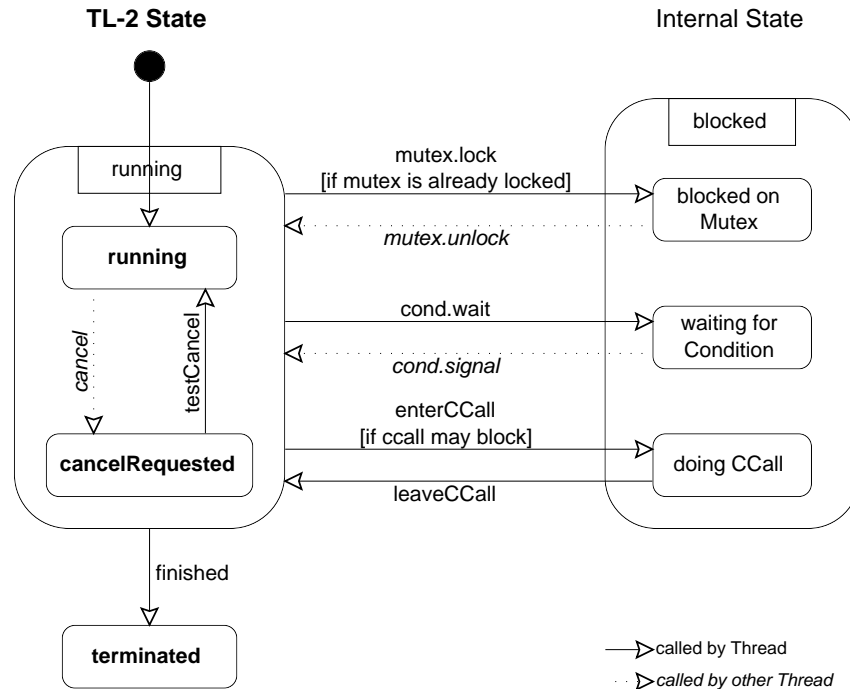 TL-2 State
Internal State
running
blocked
mutex.lock
[if mutex is already locked]
blocked on
Mutex
mutex.unlock
running
cancel
testCancel
cond.wait
waiting for
Condition
cond.signal
enterCCall
[if ccall may block]
cancelRequested
doing CCall
leaveCCall
finished
terminated
called by Thread
called by other Thread